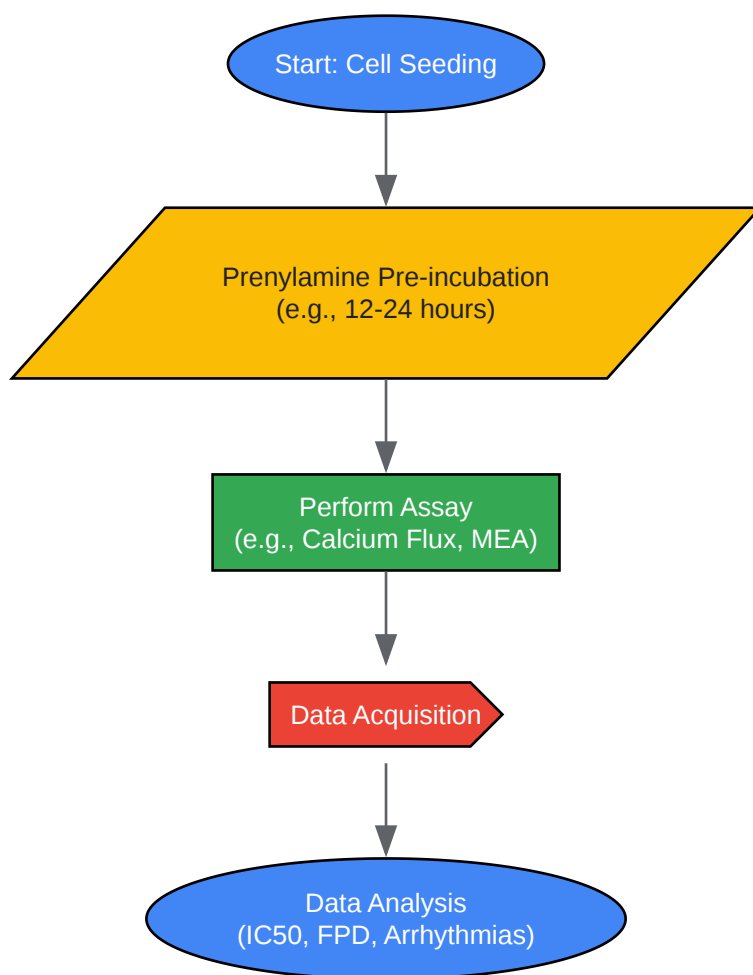 Start: Cell Seeding
Prenylamine Pre-incubation
(e.g., 12-24 hours)
Perform Assay
(e.g., Calcium Flux, MEA)
Data Acquisition
Data Analysis
(IC50, FPD, Arrhythmias)